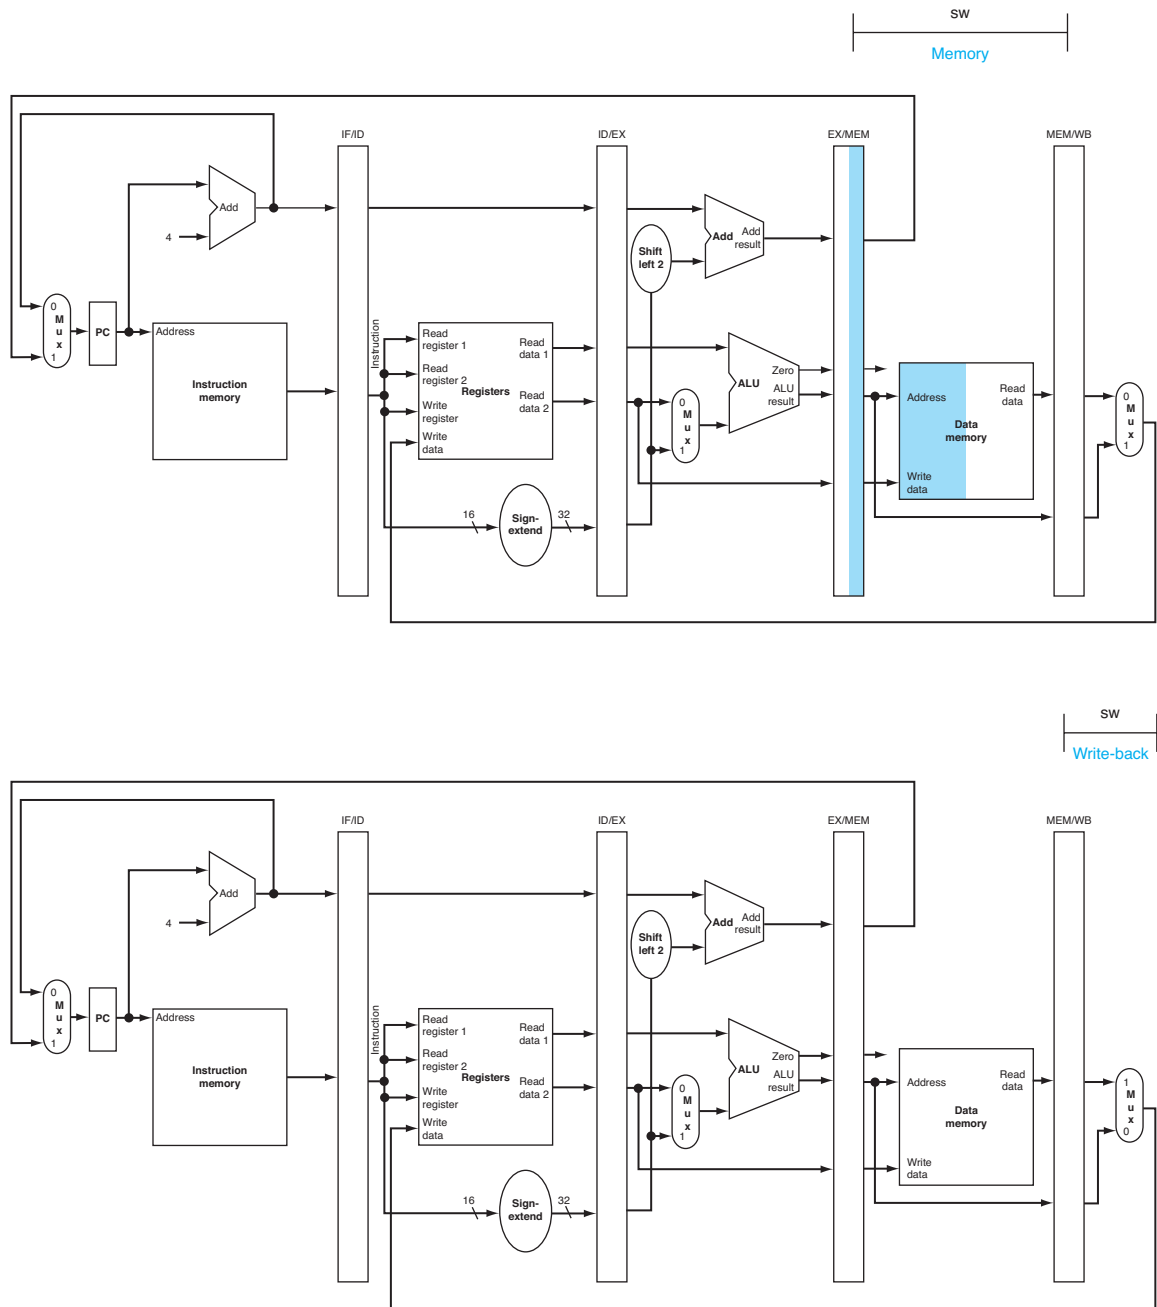 SW
Memory
IF/ID
ID/EX
EX/MEM
MEM/WB
Add
4
Shift
left 2
Add
Add
result
0
M
u
x
1
PC
Address
Instruction
memory
Instruction
Read
register 1
Read
register 2
Write
register
Write
data
Registers
Read
data 1
Read
data 2
0
M
u
x
1
Zero
ALU
ALU
result
Address
Read
data
Data
memory
Write
data
0
M
u
x
1
16
Sign-
extend
32
SW
Write-back
IF/ID
ID/EX
EX/MEM
MEM/WB
Add
4
Shift
left 2
Add
Add
result
0
M
u
x
1
PC
Address
Instruction
memory
Instruction
Read
register 1
Read
register 2
Write
register
Write
data
Registers
Read
data 1
Read
data 2
0
M
u
x
1
Zero
ALU
ALU
result
Address
Read
data
Data
memory
Write
data
1
M
u
x
0
16
Sign-
extend
32